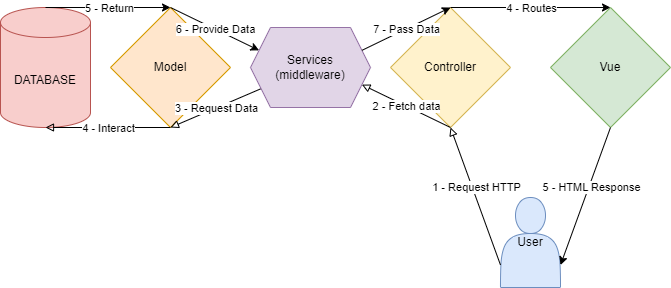 5 - Return
4 - Routes
6 - Provide Data
7 - Pass Data
DATABASE
Model
Services
(middleware)
Controller
Vue
3 - Request Data
2 - Fetch data
4 - Interact
1 - Request HTTP
5 - HTML Response
User